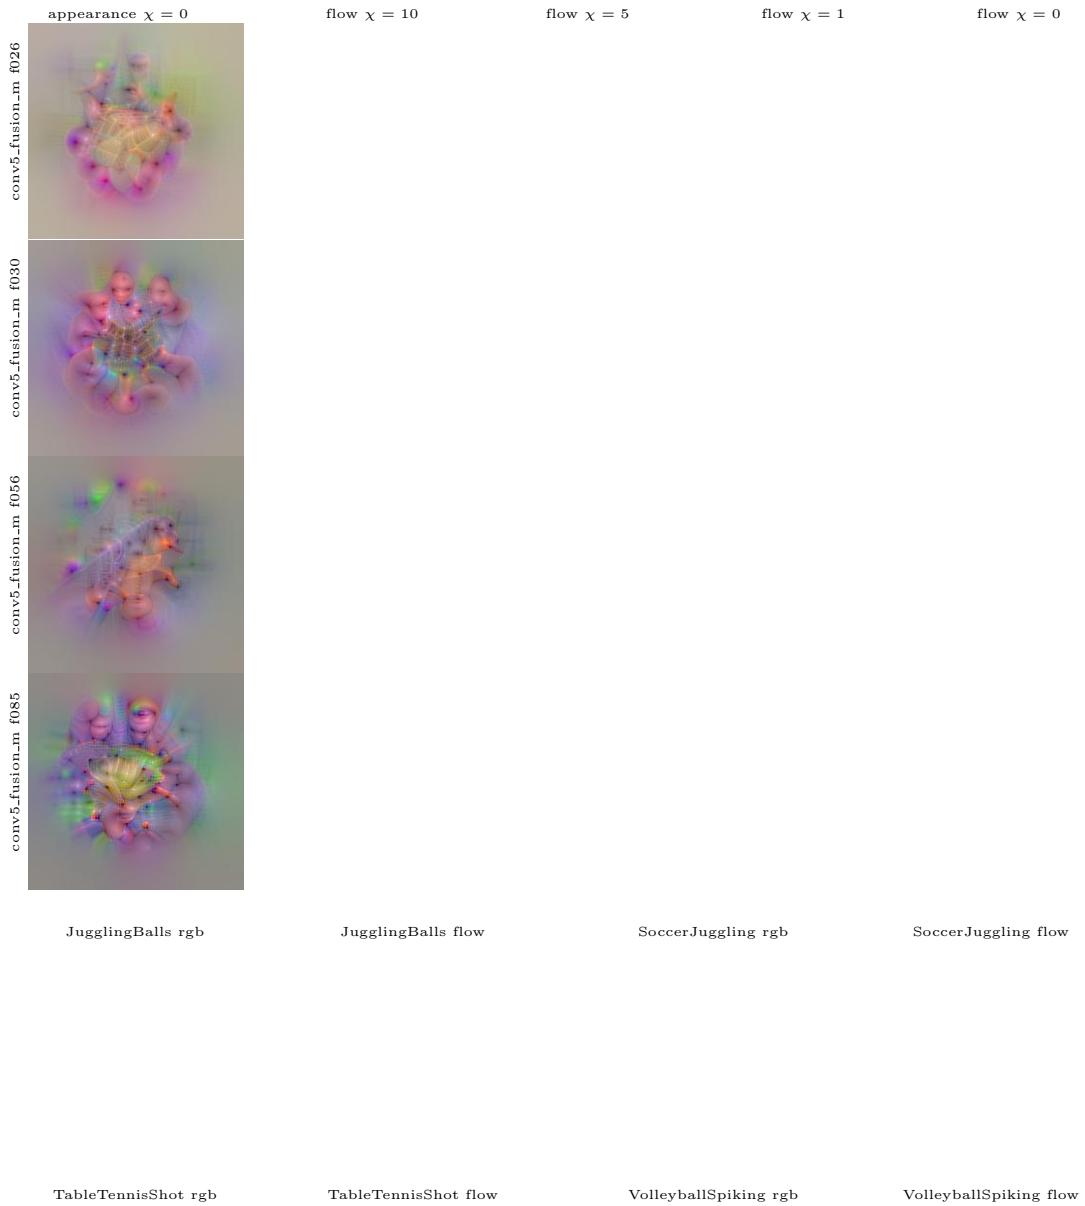 appearance χ = 0
flow χ = 10
flow χ = 5
flow χ = 1
flow χ = 0
conv5_fusion_m f026
conv5_fusion_m f030
conv5_fusion_m f056
conv5_fusion_m f085
JugglingBalls rgb
JugglingBalls flow
SoccerJuggling rgb
SoccerJuggling flow
TableTennisShot rgb
TableTennisShot flow
VolleyballSpiking rgb
VolleyballSpiking flow